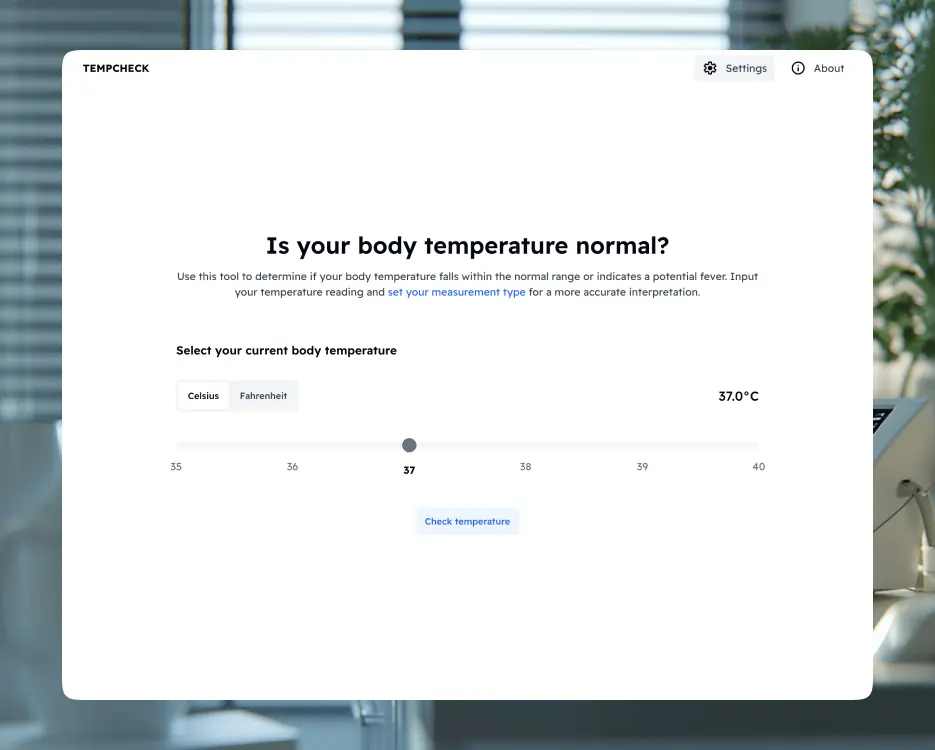 TEMPCHECK
Settings
About
Is your body temperature normal?
Use this tool to determine if your body temperature falls within the normal range or indicates a potential fever. Input
your temperature reading and set your measurement type for a more accurate interpretation.
Select your current body temperature
Celsius
Fahrenheit
37.0°C
35
36
37
38
39
40
Check temperature